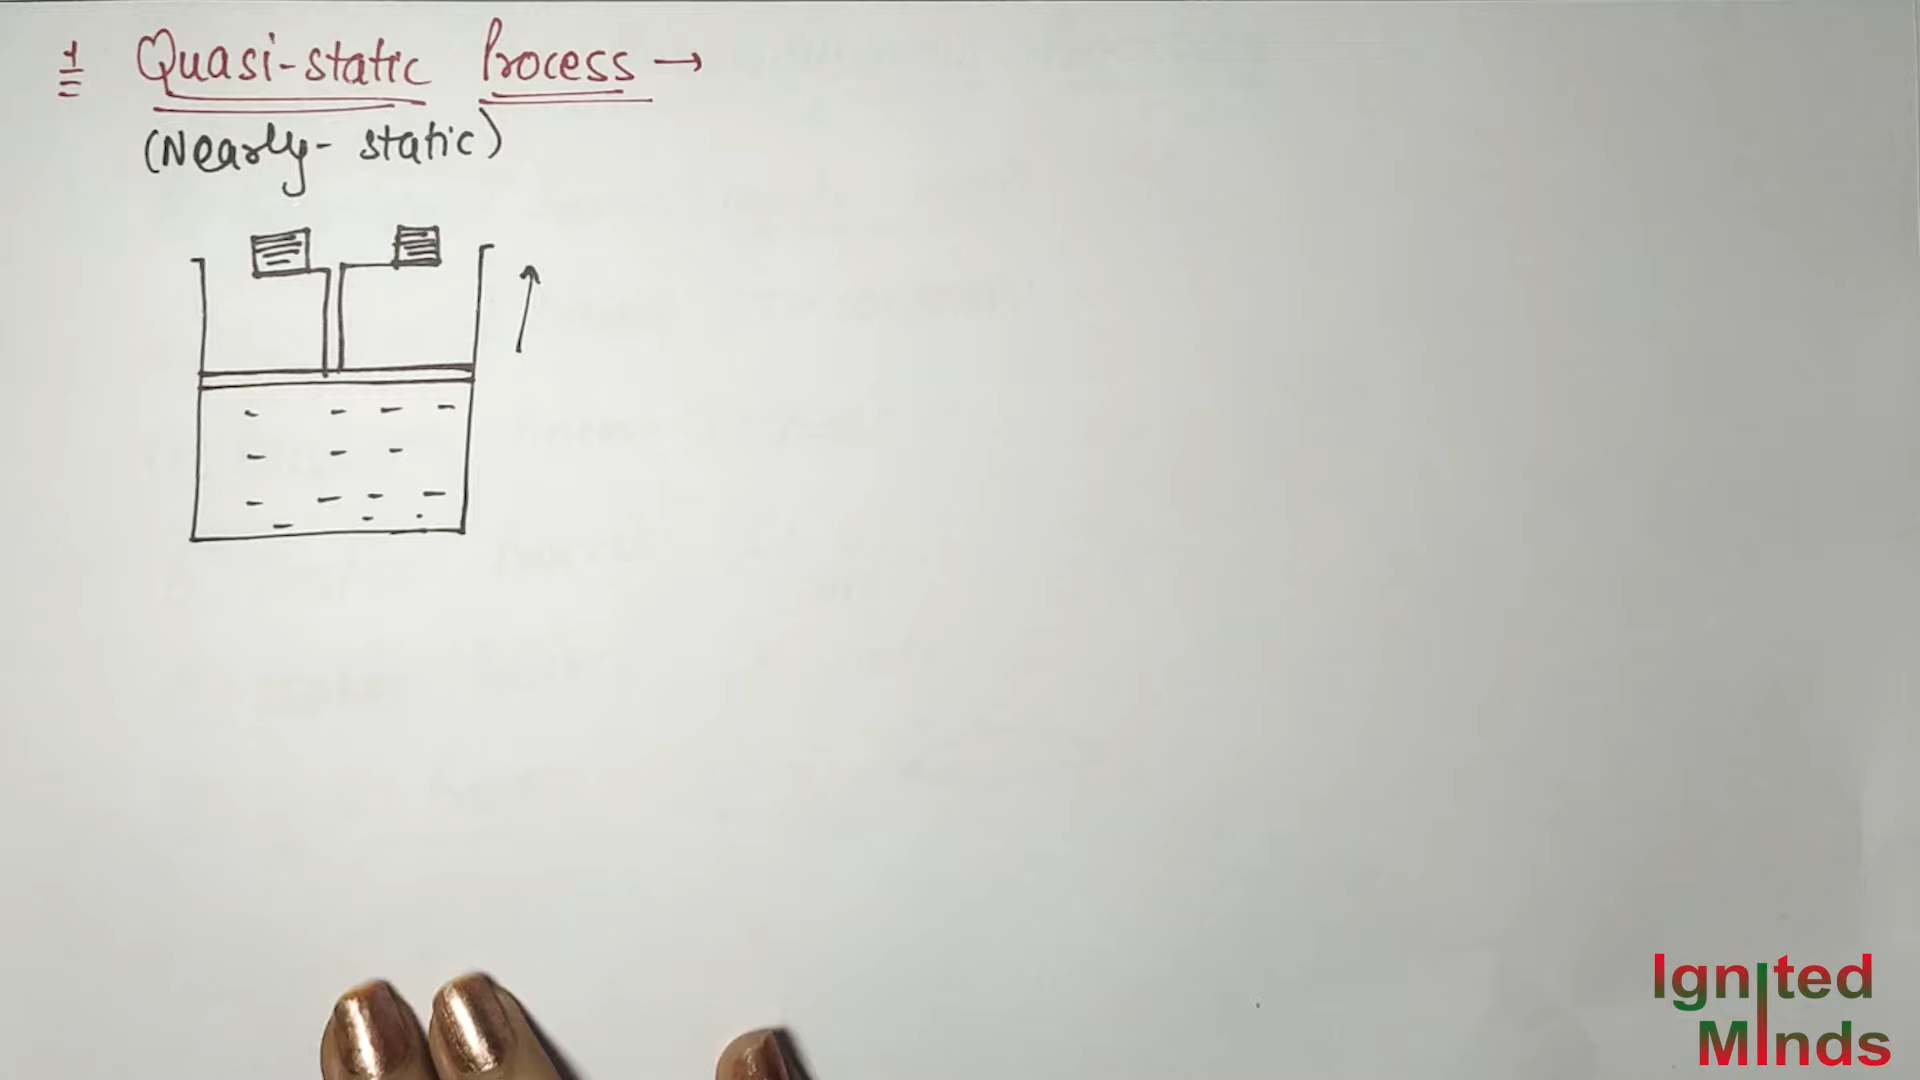 1 Quasi-static Process →
(Nearly-static)
Ignited
Minds